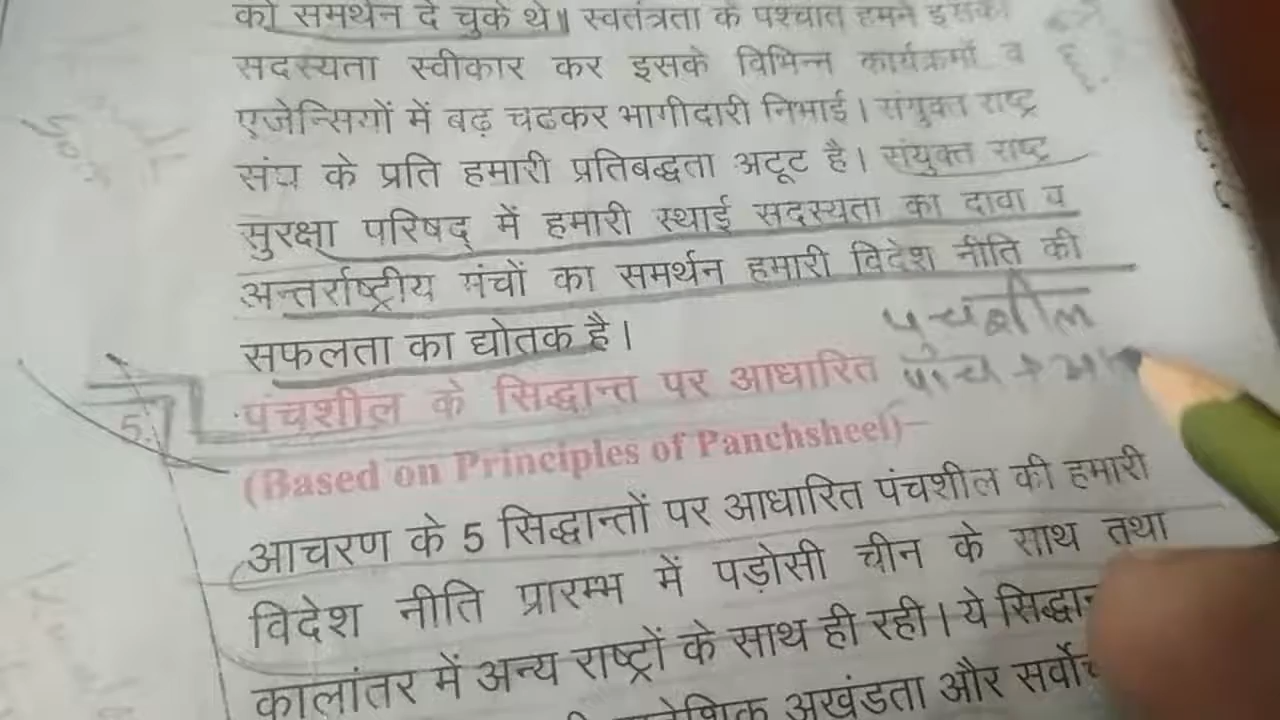 को समर्थन दे चुके थे॥ स्वतंत्रता के पश्चात हमने इसकी
सदस्यता स्वीकार कर इसके विभिन्न कार्यक्रमों व
एजेन्सियों में बढ़ चढकर भागीदारी निभाई। संयुक्त राष्ट्र
संघ के प्रति हमारी प्रतिबद्धता अटूट है। संयुक्त राष्ट्र
सुरक्षा परिषद् में हमारी स्थाई सदस्यता का दावा व
अन्तर्राष्ट्रीय मंचों का समर्थन हमारी विदेश नीति की
सफलता का द्योतक है।
पंचशील
5. पंचशील के सिद्धान्त पर आधारित पांच →
(Based on Principles of Panchsheel)–
आचरण के 5 सिद्धान्तों पर आधारित पंचशील की हमारी
विदेश नीति प्रारम्भ में पड़ोसी चीन के साथ तथा
कालांतर में अन्य राष्ट्रों के साथ ही रही। ये
अखंडता और